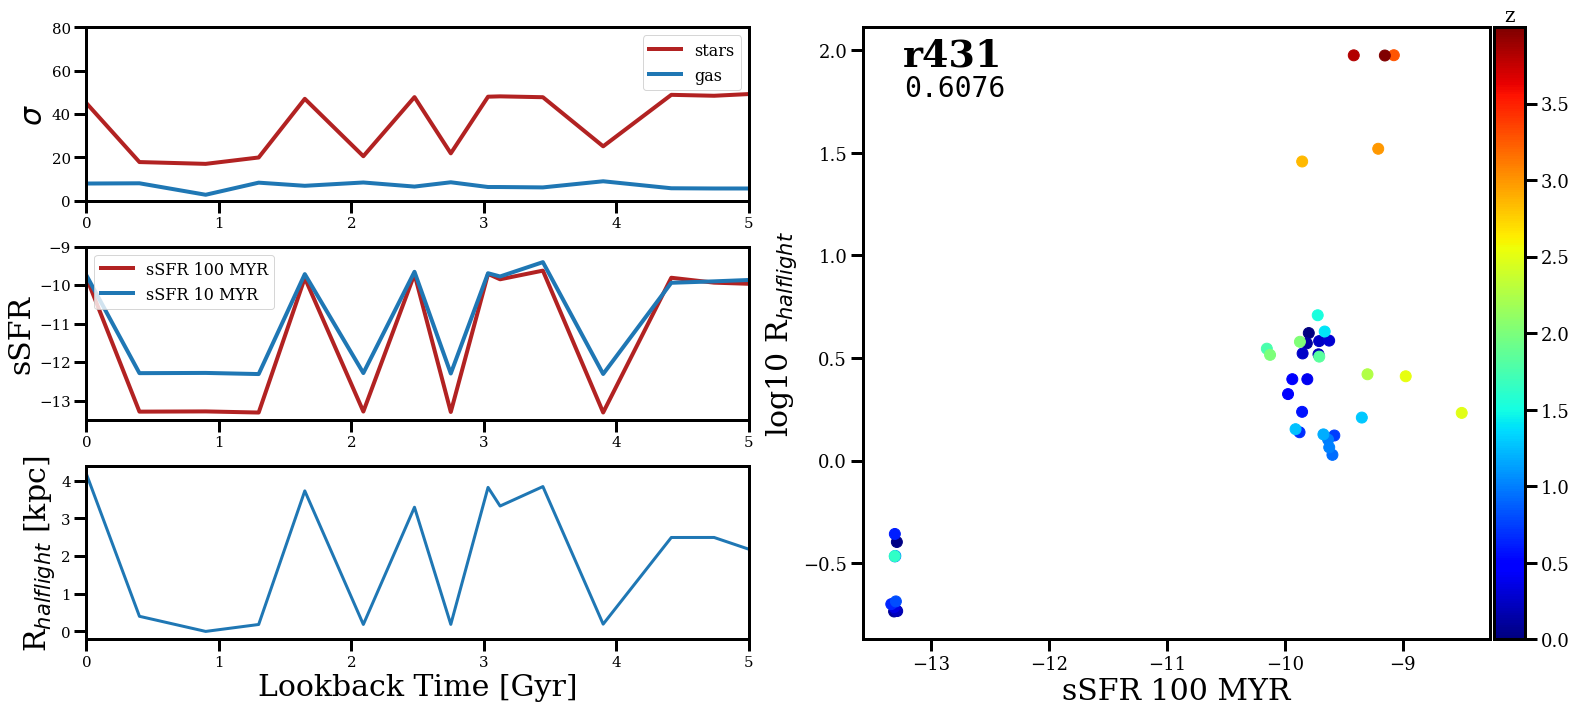 80
60
40
20
0
σ
stars
gas
0 1 2 3 4 5
−9
−10
−11
−12
−13
sSFR
sSFR 100 MYR
sSFR 10 MYR
0 1 2 3 4 5
4
3
2
1
0
R_halflight [kpc]
0 1 2 3 4 5
Lookback Time [Gyr]
r431
0.6076
2.0
1.5
1.0
0.5
0.0
−0.5
log10 R_halflight
−13 −12 −11 −10 −9
sSFR 100 MYR
z
3.5
3.0
2.5
2.0
1.5
1.0
0.5
0.0